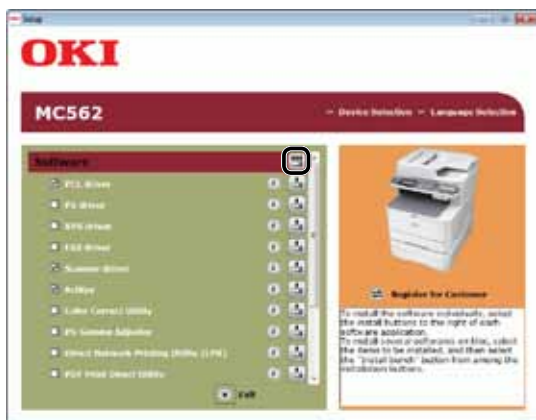 Setup
OKI
MC562
Device Detection
Language Selection
Software
PCL driver
PS driver
XPS driver
FAX driver
Scanner driver
ActKey
Color Correct Utility
PS Gamma Adjuster
Direct Network Printing Utility (LPR)
PDF Print Direct Utility
Exit
Register for Customer
To install the software individually, select
the install buttons to the right of each
software application.
To install several softwares en bloc, select
the items to be installed, and then select
the "install bunch" button from among the
installation buttons.